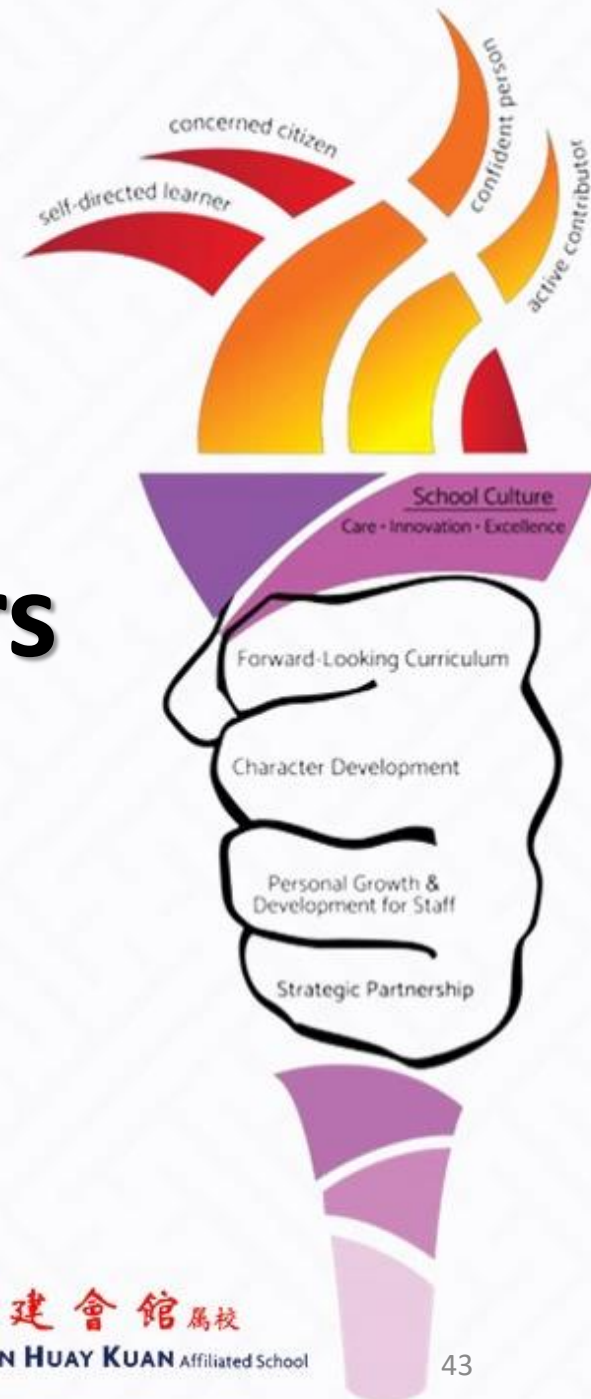 concerned citizen
self-directed learner
confident person
active contributor
School Culture
Care • Innovation • Excellence
Forward-Looking Curriculum
Character Development
Personal Growth &
Development for Staff
Strategic Partnership
建 會 館 属校
HUAY KUAN Affiliated School
43